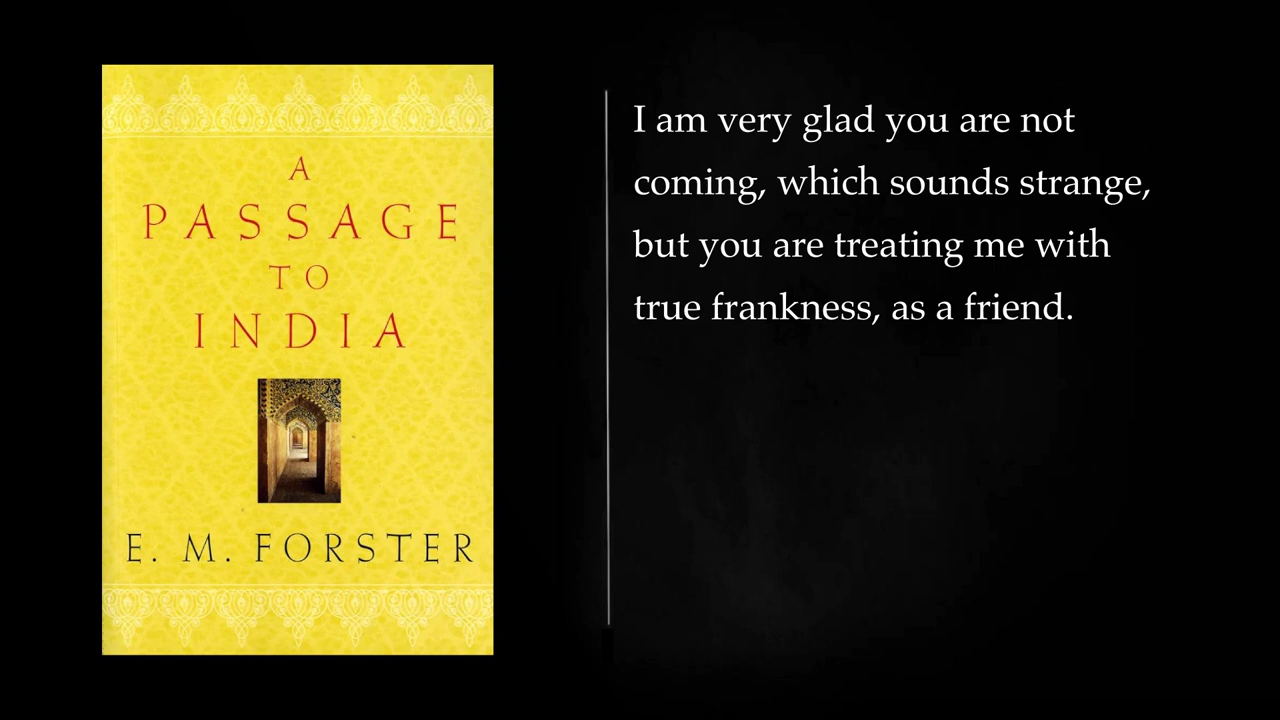 A
PASSAGE
TO
INDIA
E. M. FORSTER
I am very glad you are not
coming, which sounds strange,
but you are treating me with
true frankness, as a friend.